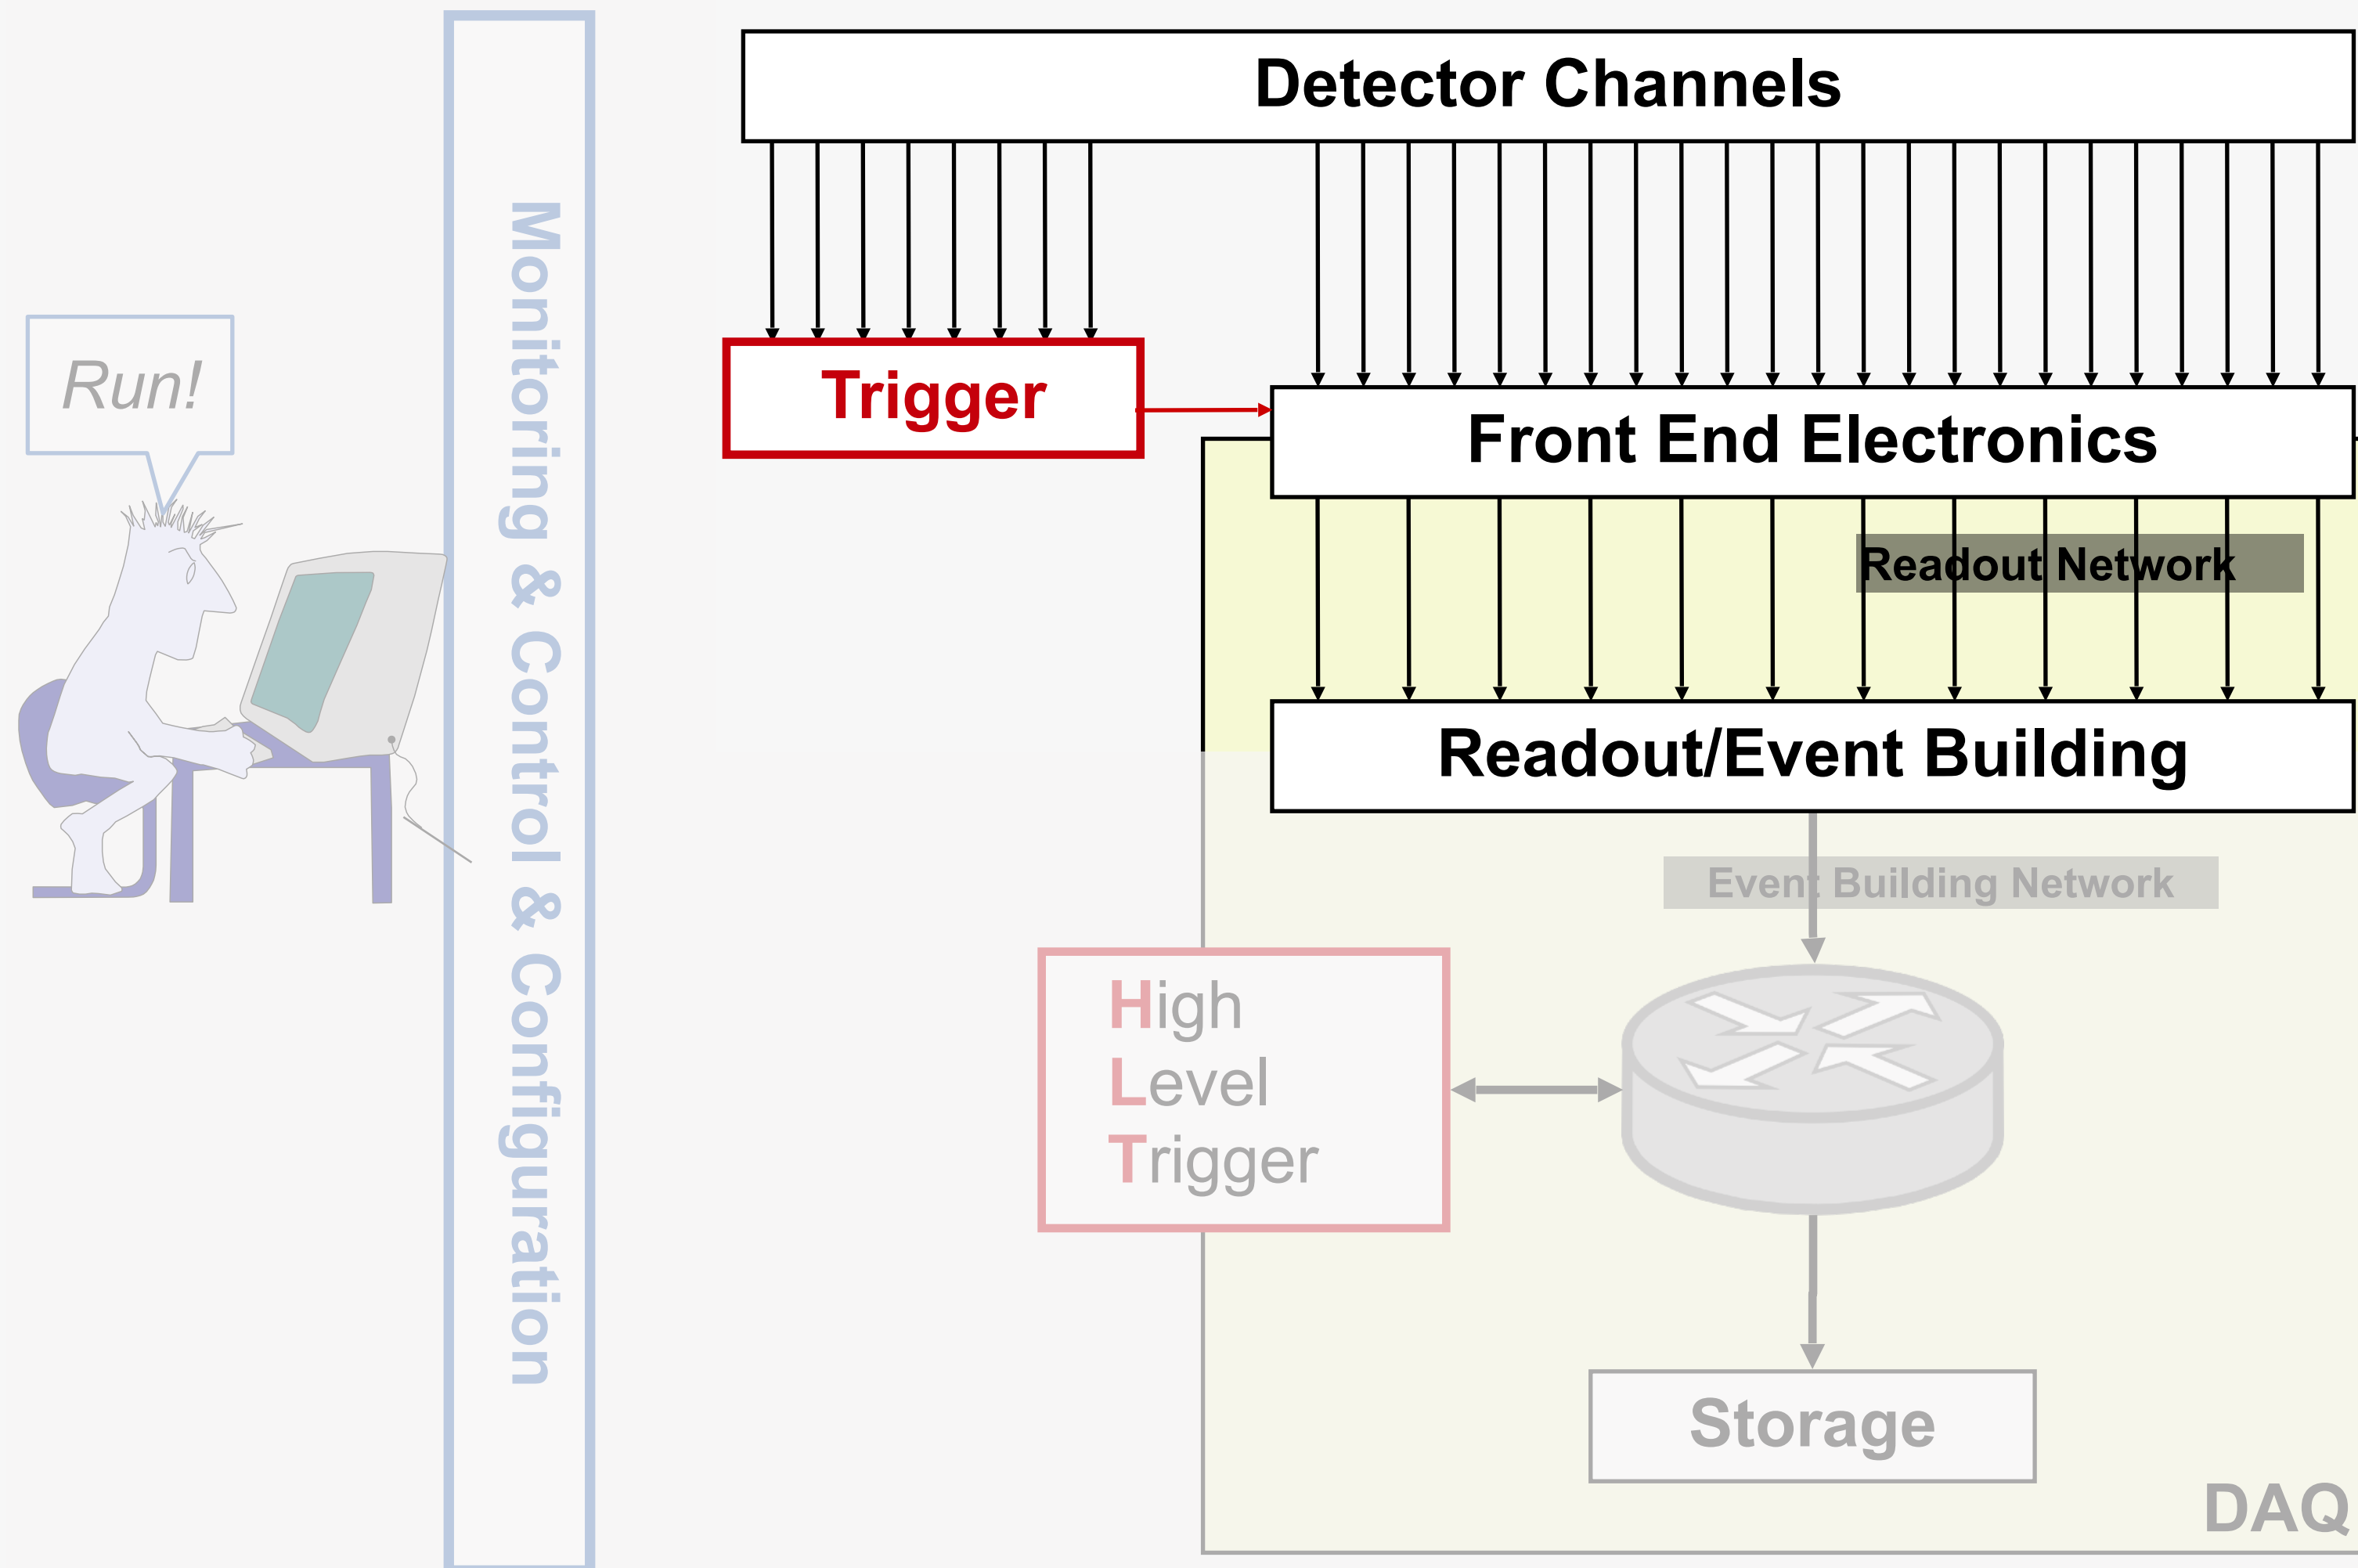 Detector Channels
Run!
Trigger
Front End Electronics
Readout Network
Readout/Event Building
Event Building Network
High
Level
Trigger
Storage
DAQ
Monitoring & Control & Configuration